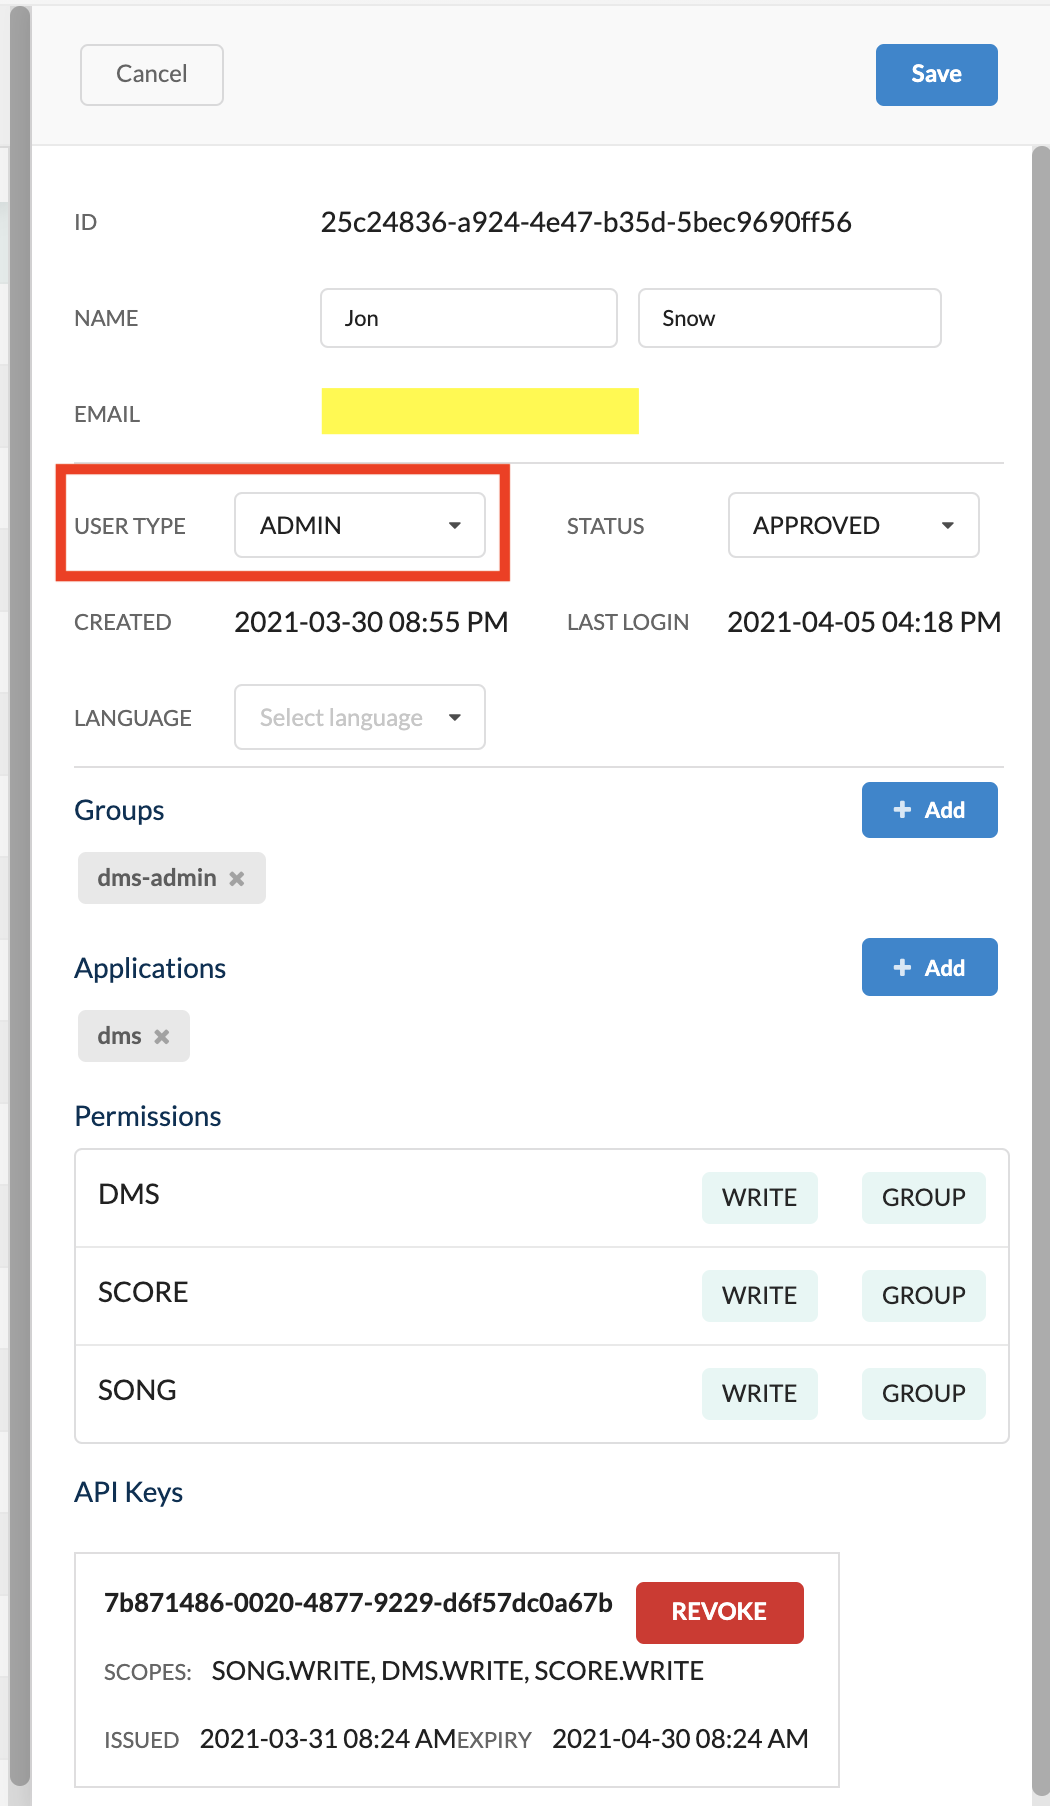 Cancel Save
ID 25c24836-a924-4e47-b35d-5bec9690ff56
NAME Jon Snow
EMAIL
USER TYPE ADMIN STATUS APPROVED
CREATED 2021-03-30 08:55 PM LAST LOGIN 2021-04-05 04:18 PM
LANGUAGE Select language
Groups + Add
dms-admin ×
Applications + Add
dms ×
Permissions
DMS WRITE GROUP
SCORE WRITE GROUP
SONG WRITE GROUP
API Keys
7b871486-0020-4877-9229-d6f57dc0a67b REVOKE
SCOPES: SONG.WRITE, DMS.WRITE, SCORE.WRITE
ISSUED 2021-03-31 08:24 AM EXPIRY 2021-04-30 08:24 AM